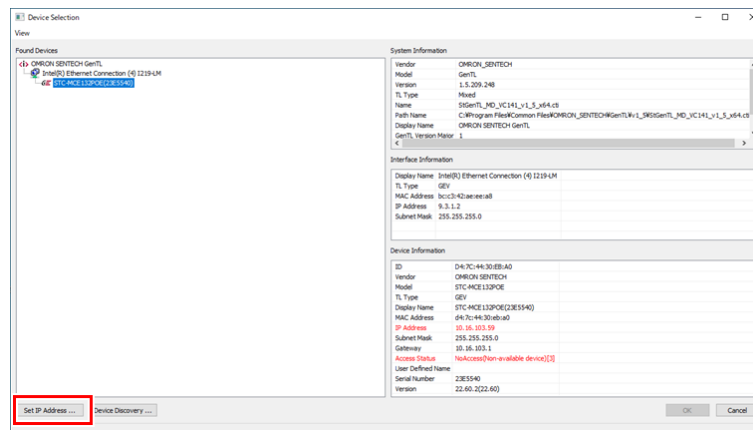 Device Selection
View
Found Devices
OMRON SENTECH GenTL
Intel(R) Ethernet Connection (4) I219-LM
GEV STC-MCE132POE(23E5540)
System Information
Vendor OMRON_SENTECH
Model GenTL
Version 1.5.209.248
TL Type Mixed
Name StGenTL_MD_VC141_v1_5_x64.cti
Path Name C:¥Program Files¥Common Files¥OMRON_SENTECH¥GenTL¥v1_5¥StGenTL_MD_VC141_v1_5_x64.cti
Display Name OMRON SENTECH GenTL
GenTL Version Major 1
Interface Information
Display Name Intel(R) Ethernet Connection (4) I219-LM
TL Type GEV
MAC Address bc:c3:42:ae:ee:a8
IP Address 9.3.1.2
Subnet Mask 255.255.255.0
Device Information
ID D4:7C:44:30:EB:A0
Vendor OMRON SENTECH
Model STC-MCE132POE
TL Type GEV
Display Name STC-MCE132POE(23E5540)
MAC Address d4:7c:44:30:eb:a0
IP Address 10.16.103.59
Subnet Mask 255.255.255.0
Gateway 10.16.103.1
Access Status NoAccess(Non-available device)[3]
User Defined Name
Serial Number 23E5540
Version 22.60.2(22.60)
Set IP Address ... Device Discovery ... OK Cancel